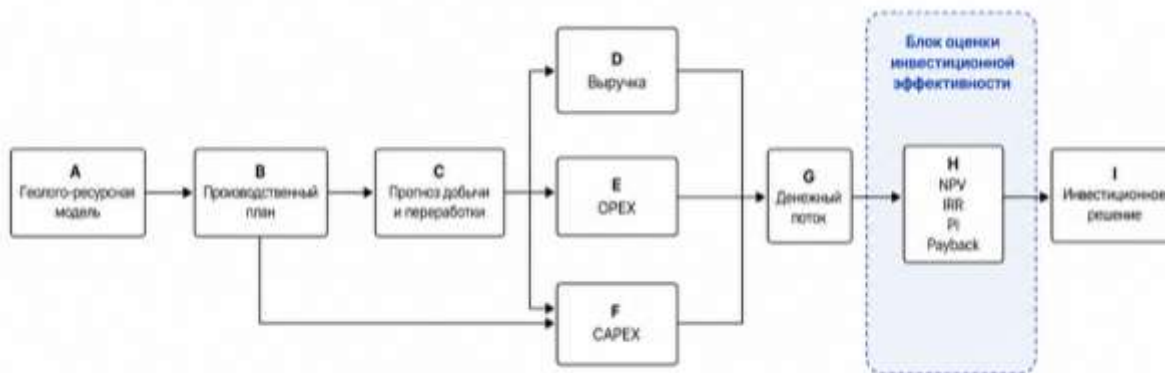 Блок оценки
инвестиционной
эффективности
D
Выручка
A
Геолого-ресурсная
модель
B
Производственный
план
C
Прогноз добычи
и переработки
E
OPEX
F
CAPEX
G
Денежный
поток
H
NPV
IRR
PI
Payback
I
Инвестиционное
решение